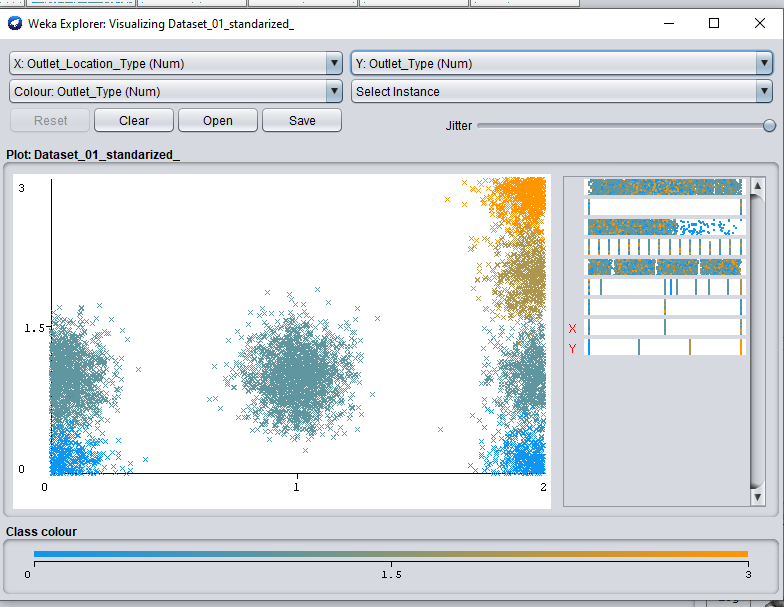 Weka Explorer: Visualizing Dataset_01_standarized_
X: Outlet_Location_Type (Num)
Y: Outlet_Type (Num)
Colour: Outlet_Type (Num)
Select Instance
Reset
Clear
Open
Save
Jitter
Plot: Dataset_01_standarized_
3
1.5
0
0
1
2
X
Y
Class colour
0
1.5
3